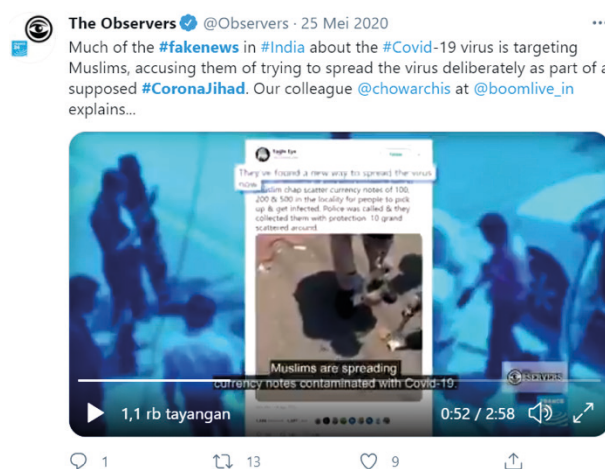 The Observers @Observers · 25 Mei 2020 ...
Much of the #fakenews in #India about the #Covid-19 virus is targeting
Muslims, accusing them of trying to spread the virus deliberately as part of a
supposed #CoronaJihad. Our colleague @chowarchis at @boomlive_in
explains...
Eagle Eye
They've found a new way to spread the virus
now.
Muslim chap scatter currency notes of 100,
200 & 500 in the locality for people to pick
up & get infected. Police was called & they
collected them with protection 10 grand
scattered around.
Muslims are spreading
currency notes contaminated with Covid-19.
OBSERVERS
FRANCE
1,1 rb tayangan
0:52 / 2:58
1 13 9